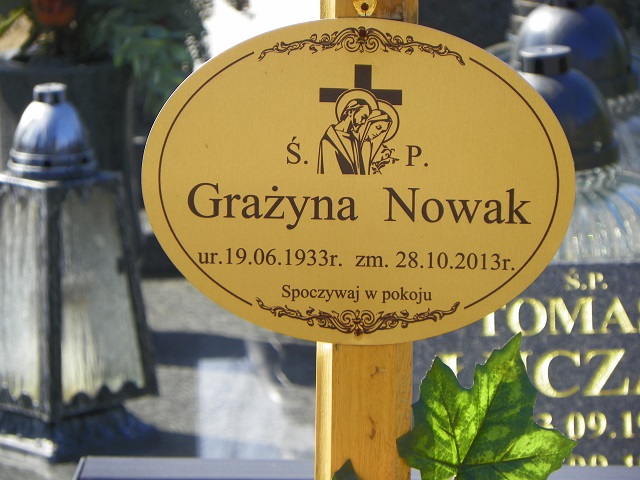 Ś. P.
Grażyna Nowak
ur.19.06.1933r. zm. 28.10.2013r.
Spoczywaj w pokoju
Ś.P.